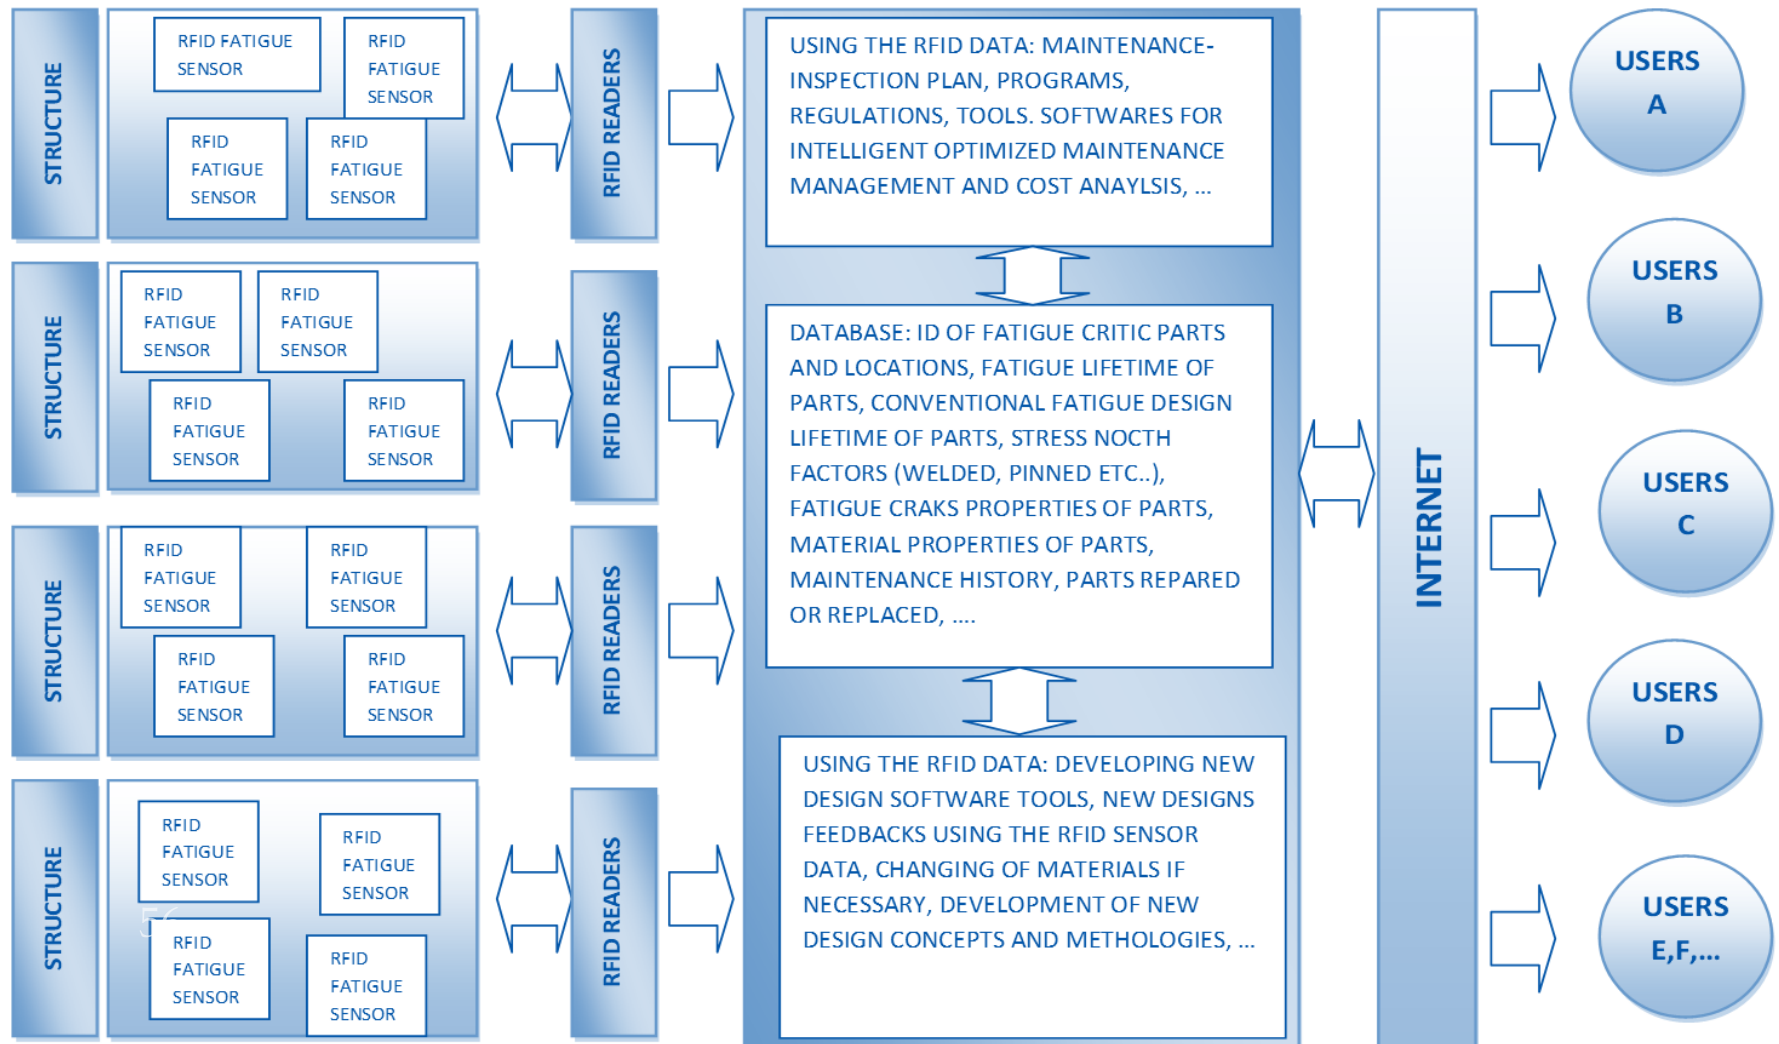 STRUCTURE
RFID FATIGUE
SENSOR
RFID
FATIGUE
SENSOR
RFID
FATIGUE
SENSOR
RFID
FATIGUE
SENSOR
RFID READERS
STRUCTURE
RFID
FATIGUE
SENSOR
RFID
FATIGUE
SENSOR
RFID
FATIGUE
SENSOR
RFID
FATIGUE
SENSOR
RFID READERS
STRUCTURE
RFID
FATIGUE
SENSOR
RFID
FATIGUE
SENSOR
RFID
FATIGUE
SENSOR
RFID
FATIGUE
SENSOR
RFID READERS
STRUCTURE
RFID
FATIGUE
SENSOR
RFID
FATIGUE
SENSOR
56
RFID
FATIGUE
SENSOR
RFID
FATIGUE
SENSOR
RFID READERS
USING THE RFID DATA: MAINTENANCE-
INSPECTION PLAN, PROGRAMS,
REGULATIONS, TOOLS. SOFTWARES FOR
INTELLIGENT OPTIMIZED MAINTENANCE
MANAGEMENT AND COST ANAYLSIS, ...
DATABASE: ID OF FATIGUE CRITIC PARTS
AND LOCATIONS, FATIGUE LIFETIME OF
PARTS, CONVENTIONAL FATIGUE DESIGN
LIFETIME OF PARTS, STRESS NOCTH
FACTORS (WELDED, PINNED ETC..),
FATIGUE CRAKS PROPERTIES OF PARTS,
MATERIAL PROPERTIES OF PARTS,
MAINTENANCE HISTORY, PARTS REPARED
OR REPLACED, ....
USING THE RFID DATA: DEVELOPING NEW
DESIGN SOFTWARE TOOLS, NEW DESIGNS
FEEDBACKS USING THE RFID SENSOR
DATA, CHANGING OF MATERIALS IF
NECESSARY, DEVELOPMENT OF NEW
DESIGN CONCEPTS AND METHOLOGIES, ...
INTERNET
USERS
A
USERS
B
USERS
C
USERS
D
USERS
E,F,...